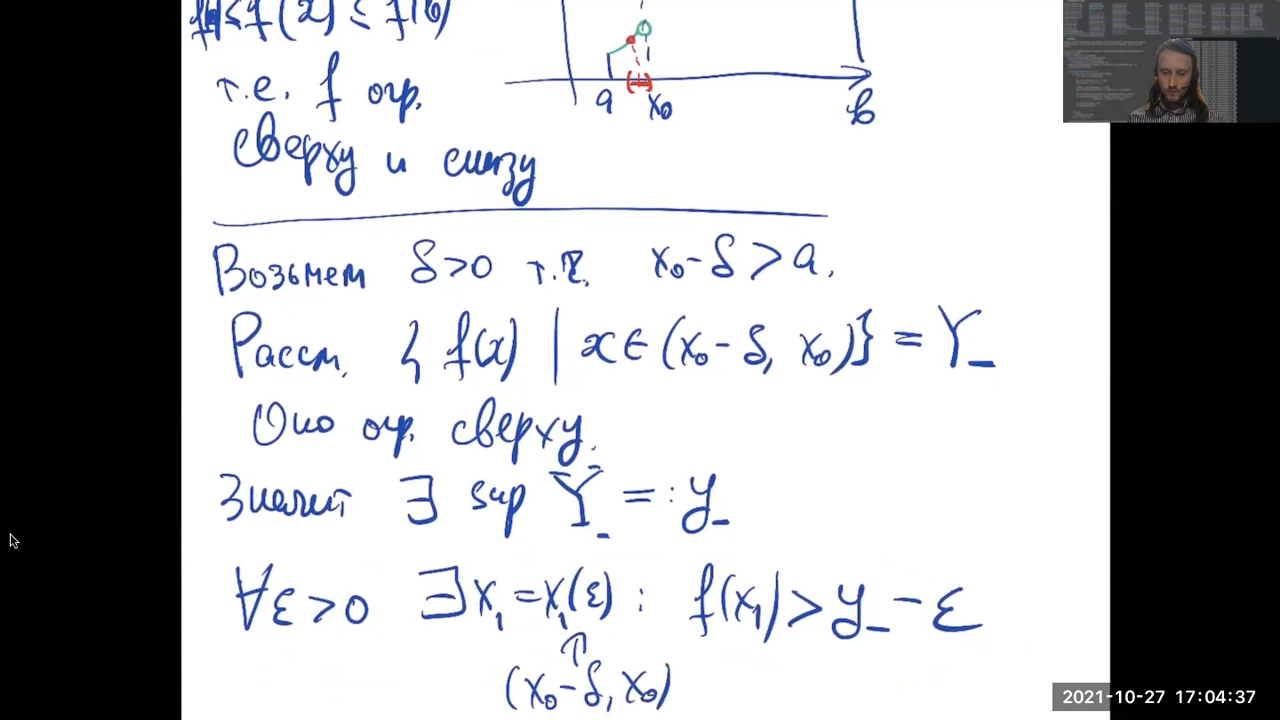 ≤ f(x) ≤ f(b)
т.е. f огр.
a x₀ b
сверху и снизу
Возьмем δ>0 т.ч. x₀-δ>a.
Рассм. { f(x) | x∈(x₀-δ, x₀)} = Y₋
Оно огр. сверху.
Значит ∃ sup Y₋ =: y₋
∀ε>0 ∃x₁=x₁(ε): f(x₁)>y₋-ε
↑
(x₀-δ, x₀)
2021-10-27 17:04:37